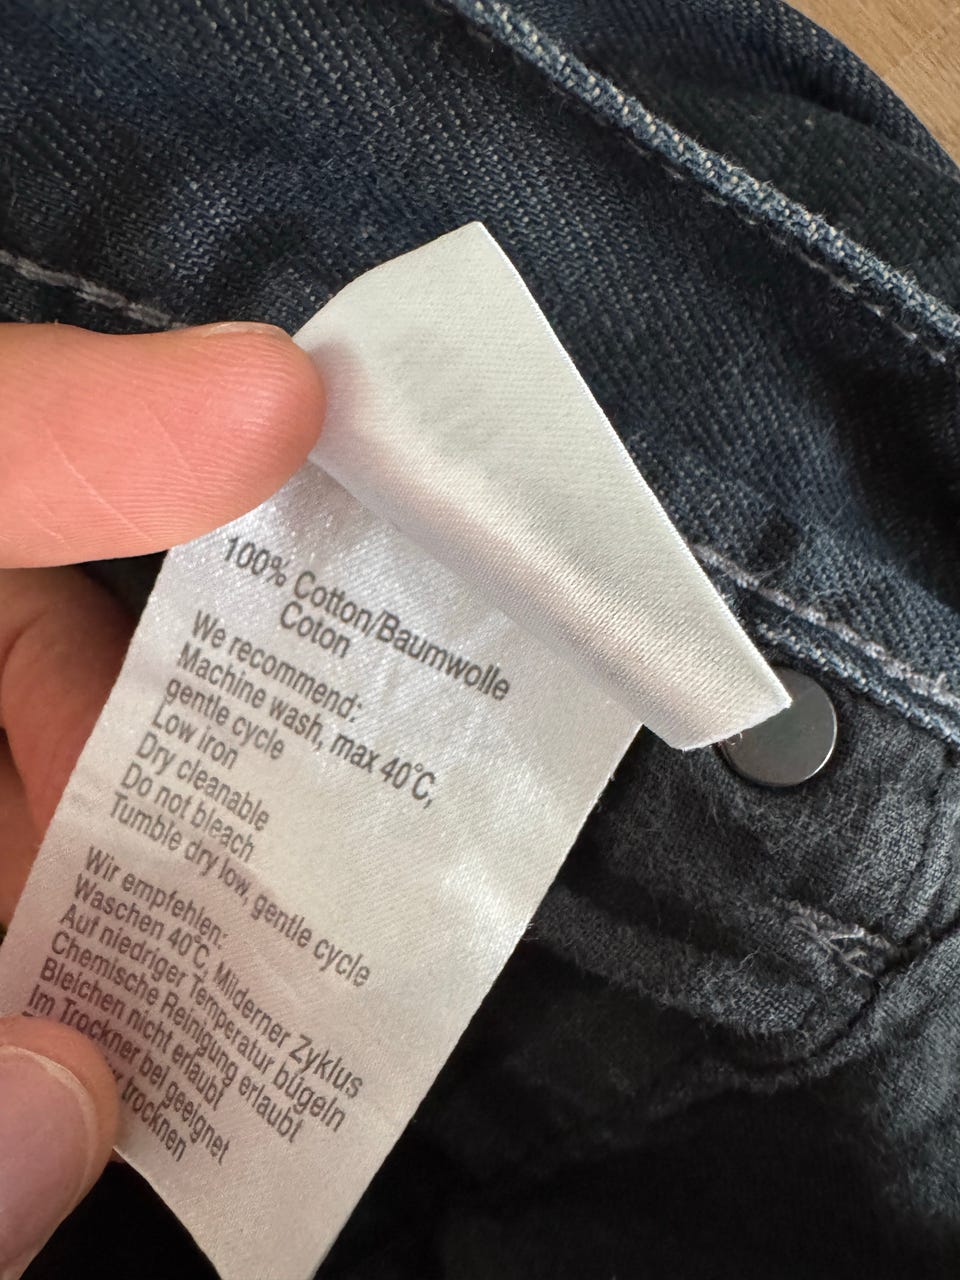 100% Cotton/Baumwolle
Coton
We recommend:
Machine wash, max 40°C,
gentle cycle
Low iron
Dry cleanable
Do not bleach
Tumble dry low, gentle cycle
Wir empfehlen:
Waschen 40°C, Milderner Zyklus
Auf niedriger Temperatur bügeln
Chemische Reinigung erlaubt
Bleichen nicht erlaubt
Im Trockner bei geeignet
trocknen